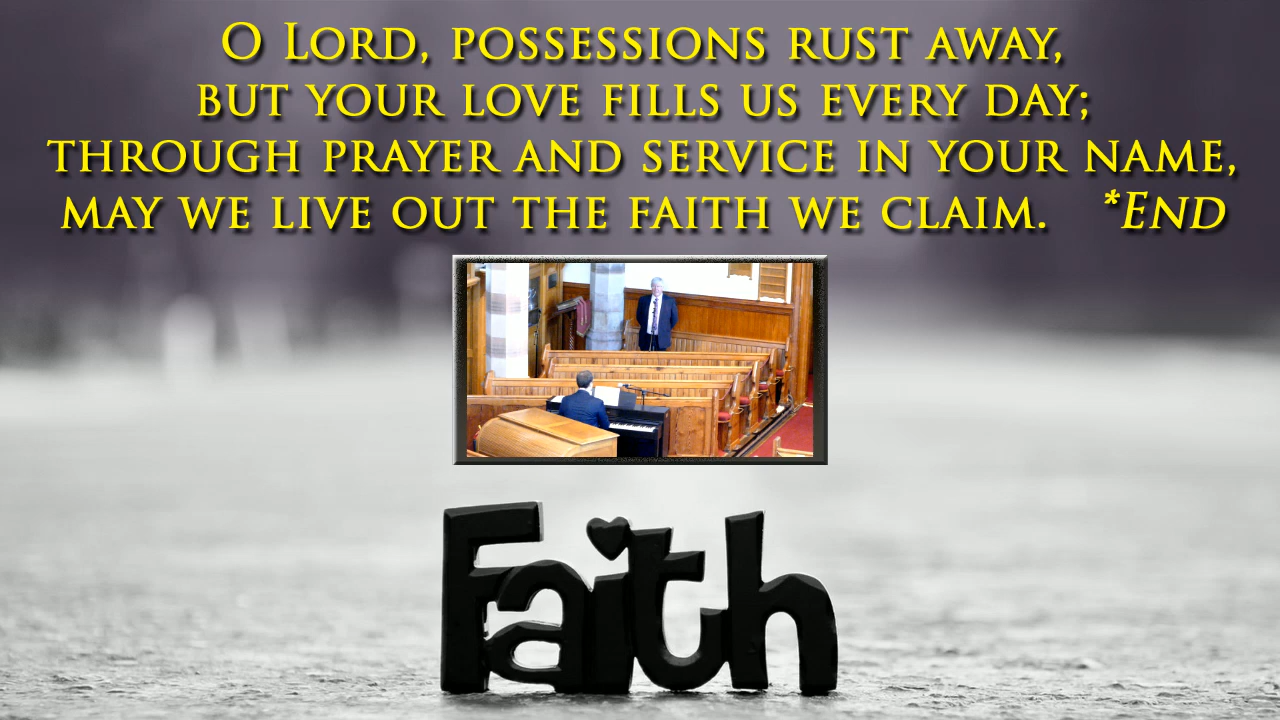 O Lord, possessions rust away,
but your love fills us every day;
through prayer and service in your name,
may we live out the faith we claim.   *End
Faith